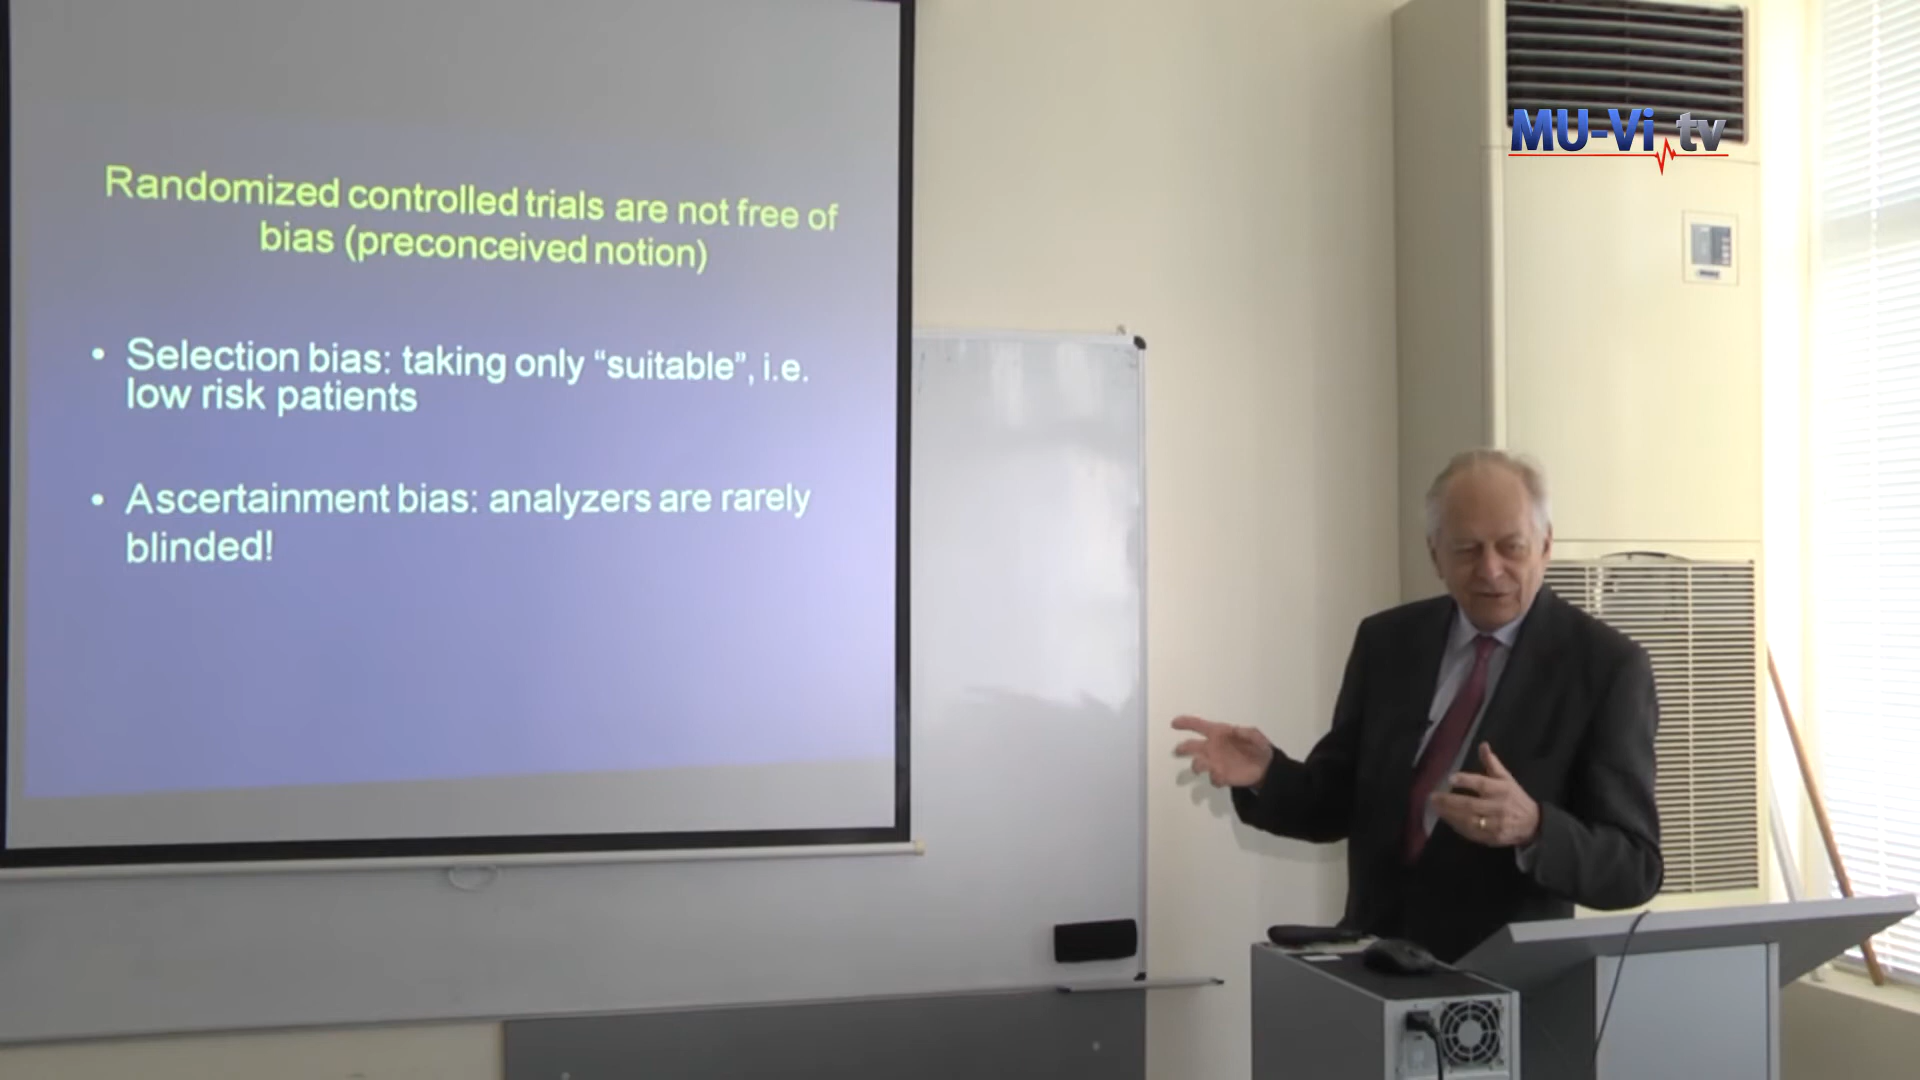 MU-Vi.tv
Randomized controlled trials are not free of
bias (preconceived notion)
• Selection bias: taking only “suitable”, i.e.
low risk patients
• Ascertainment bias: analyzers are rarely
blinded!